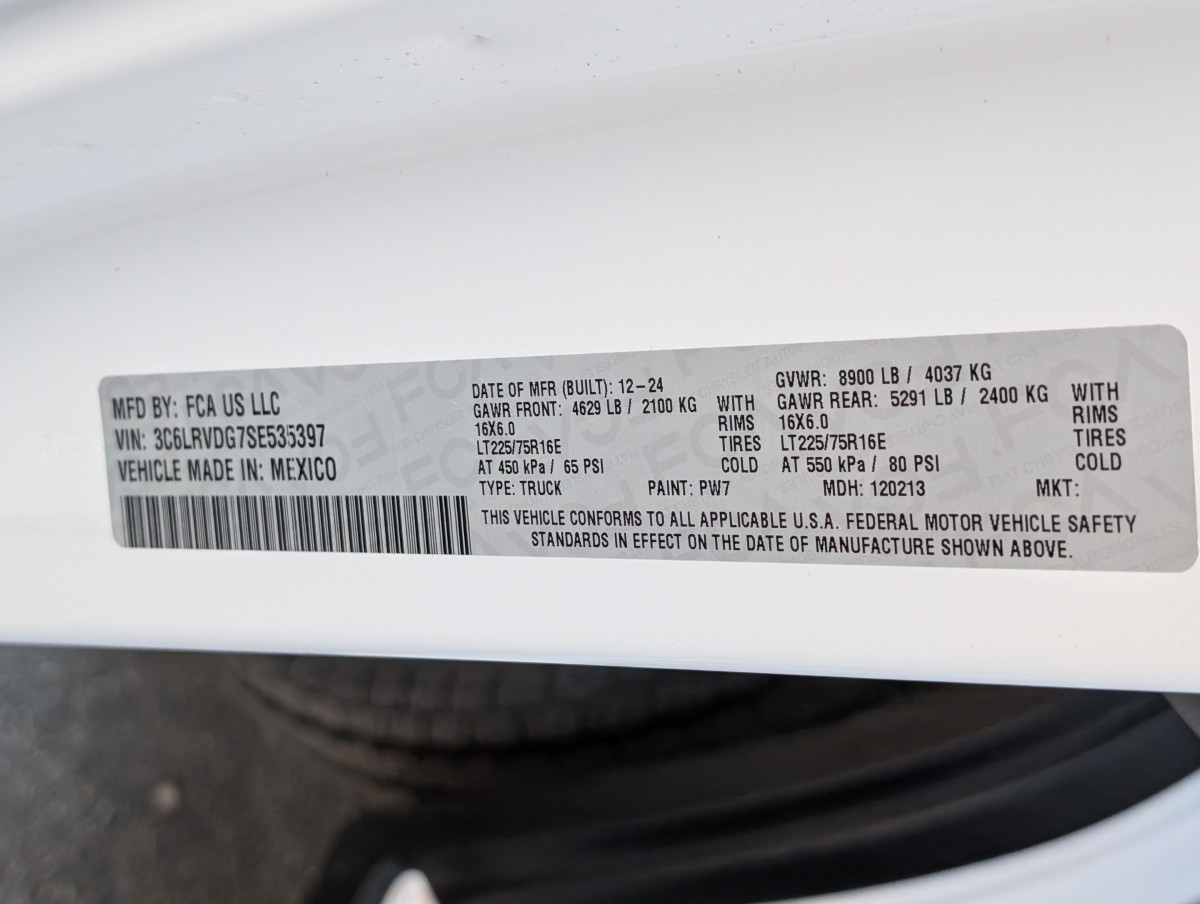 MFD BY: FCA US LLC
VIN: 3C6LRVDG7SE535397
VEHICLE MADE IN: MEXICO
DATE OF MFR (BUILT): 12-24
GVWR: 8900 LB / 4037 KG
GAWR FRONT: 4629 LB / 2100 KG WITH
16X6.0 RIMS
LT225/75R16E TIRES
AT 450 kPa / 65 PSI COLD
GAWR REAR: 5291 LB / 2400 KG WITH
16X6.0 RIMS
LT225/75R16E TIRES
AT 550 kPa / 80 PSI COLD
TYPE: TRUCK PAINT: PW7 MDH: 120213 MKT:
THIS VEHICLE CONFORMS TO ALL APPLICABLE U.S.A. FEDERAL MOTOR VEHICLE SAFETY
STANDARDS IN EFFECT ON THE DATE OF MANUFACTURE SHOWN ABOVE.